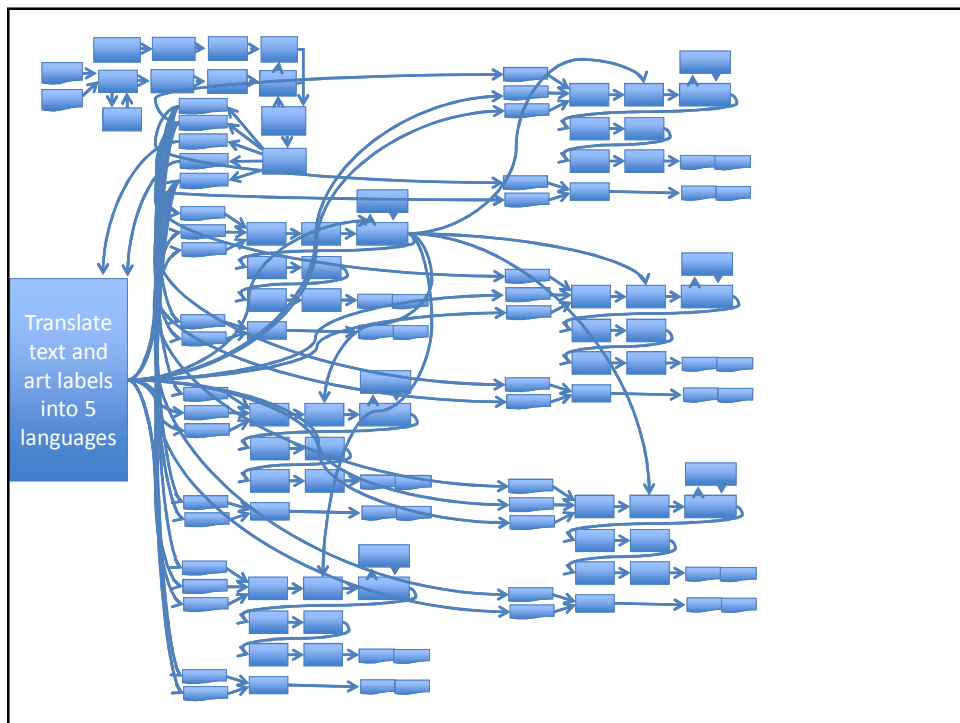 Translate
text and
art labels
into 5
languages